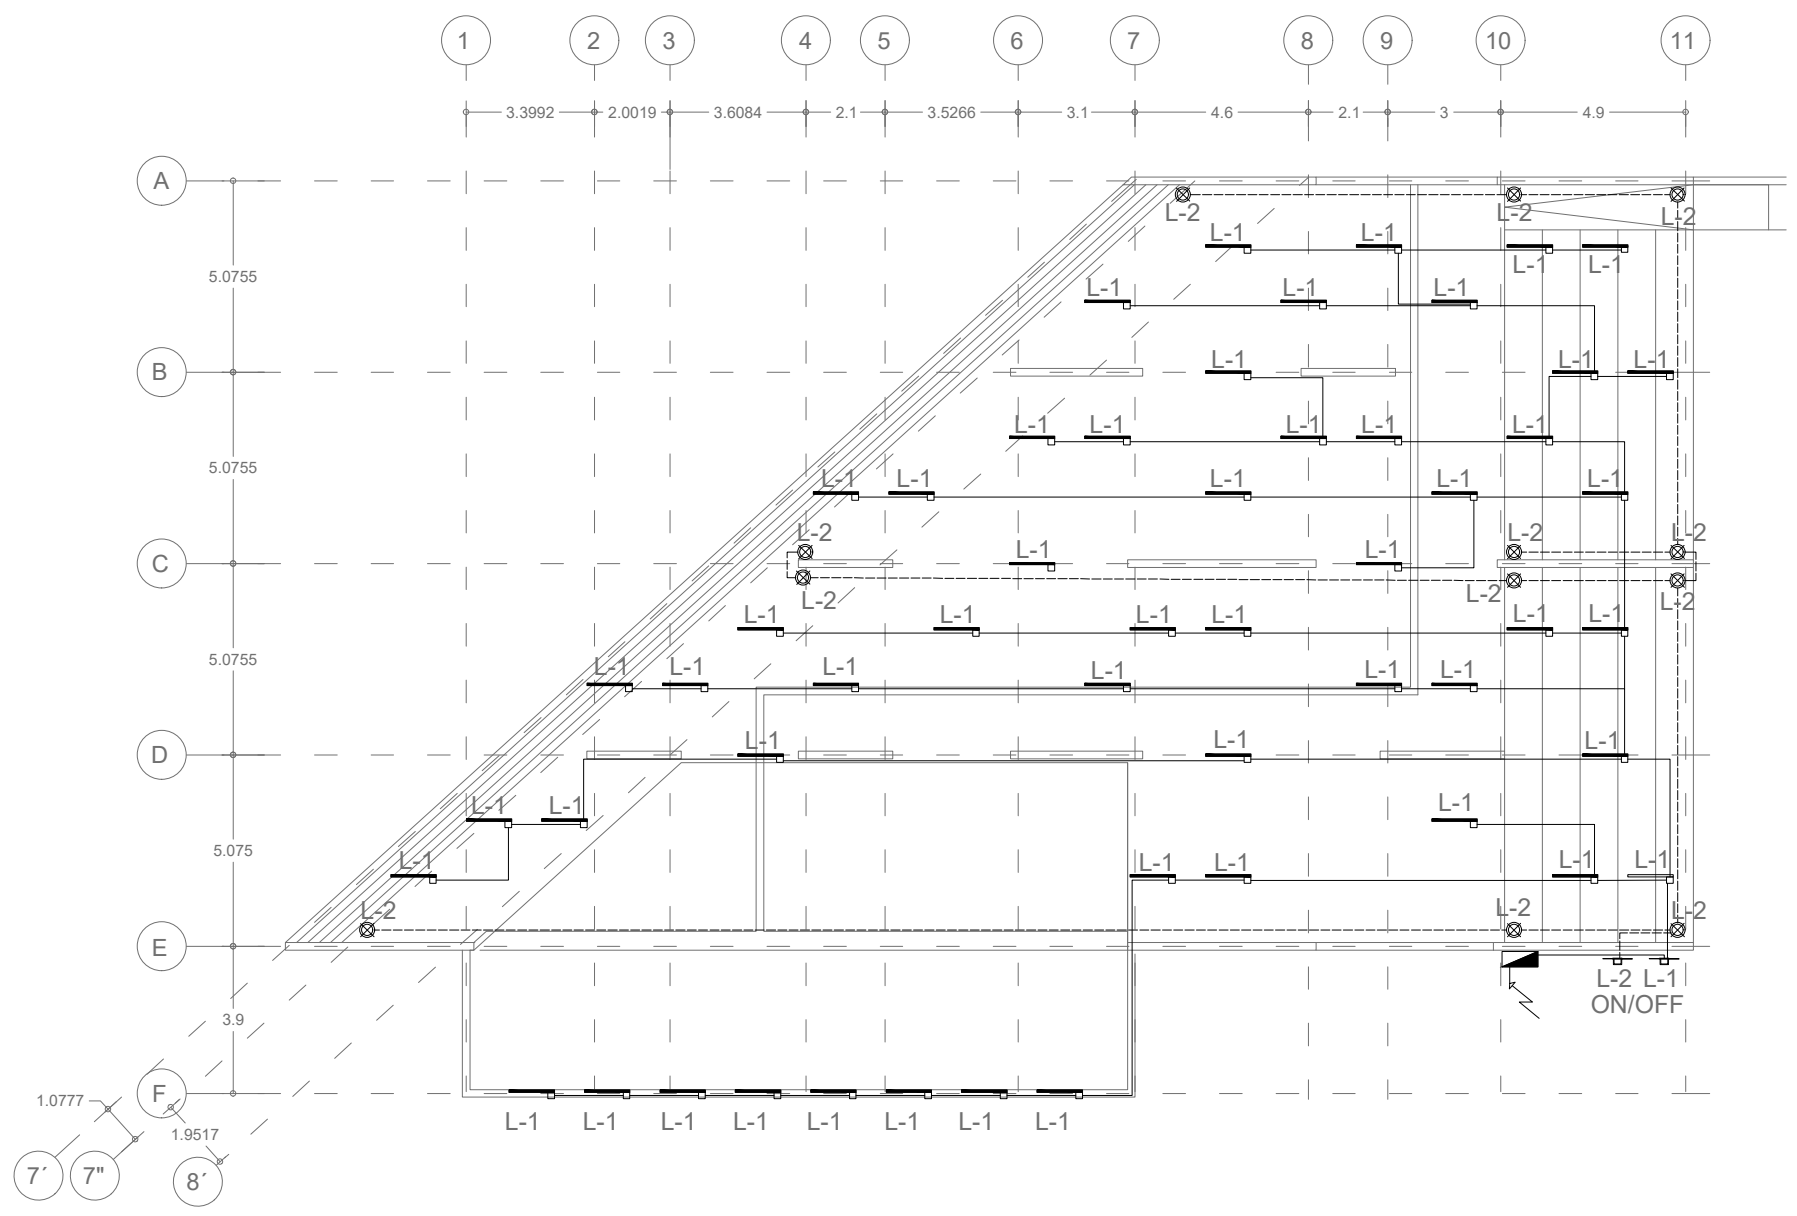 1 2 3 4 5 6 7 8 9 10 11
3.3992 2.0019 3.6084 2.1 3.5266 3.1 4.6 2.1 3 4.9
A
L-2 L-2 L-2
L-1 L-1 L-1 L-1
5.0755
L-1 L-1 L-1
B
L-1 L-1 L-1
L-1 L-1 L-1 L-1 L-1
5.0755
L-1 L-1 L-1 L-1 L-1
L-2 L-2 L-2
C
L-1 L-1
L-2 L-2 L-2
L-1 L-1 L-1 L-1 L-1 L-1
5.0755
L-1 L-1 L-1 L-1 L-1 L-1
D
L-1 L-1 L-1
L-1 L-1 L-1
5.075
L-1 L-1 L-1 L-1 L-1
L-2 L-2 L-2
E
L-2 L-1
ON/OFF
3.9
F
1.0777
L-1 L-1 L-1 L-1 L-1 L-1 L-1 L-1
1.9517
7´ 7" 8´